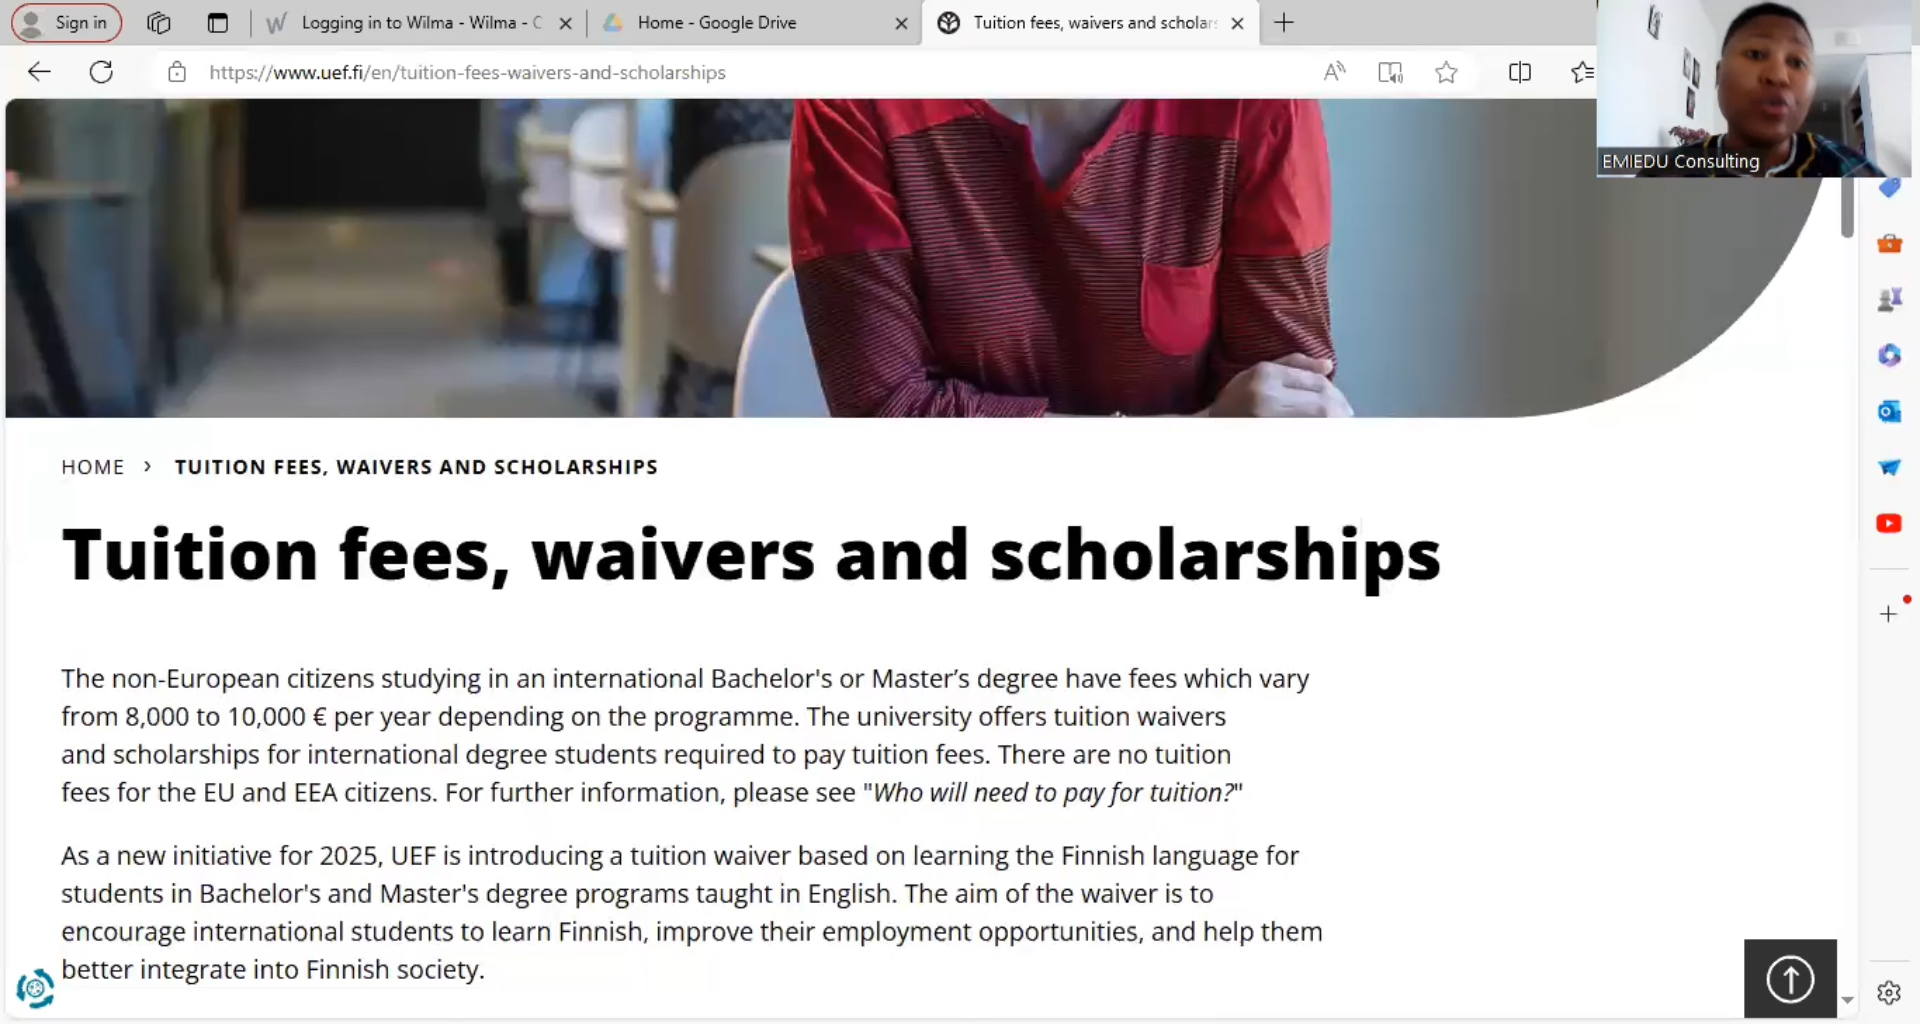 Sign in
Logging in to Wilma - Wilma - C
Home - Google Drive
Tuition fees, waivers and scholars
https://www.uef.fi/en/tuition-fees-waivers-and-scholarships
EMIEDU Consulting
HOME › TUITION FEES, WAIVERS AND SCHOLARSHIPS
Tuition fees, waivers and scholarships
The non-European citizens studying in an international Bachelor's or Master’s degree have fees which vary
from 8,000 to 10,000 € per year depending on the programme. The university offers tuition waivers
and scholarships for international degree students required to pay tuition fees. There are no tuition
fees for the EU and EEA citizens. For further information, please see "Who will need to pay for tuition?"
As a new initiative for 2025, UEF is introducing a tuition waiver based on learning the Finnish language for
students in Bachelor's and Master's degree programs taught in English. The aim of the waiver is to
encourage international students to learn Finnish, improve their employment opportunities, and help them
better integrate into Finnish society.